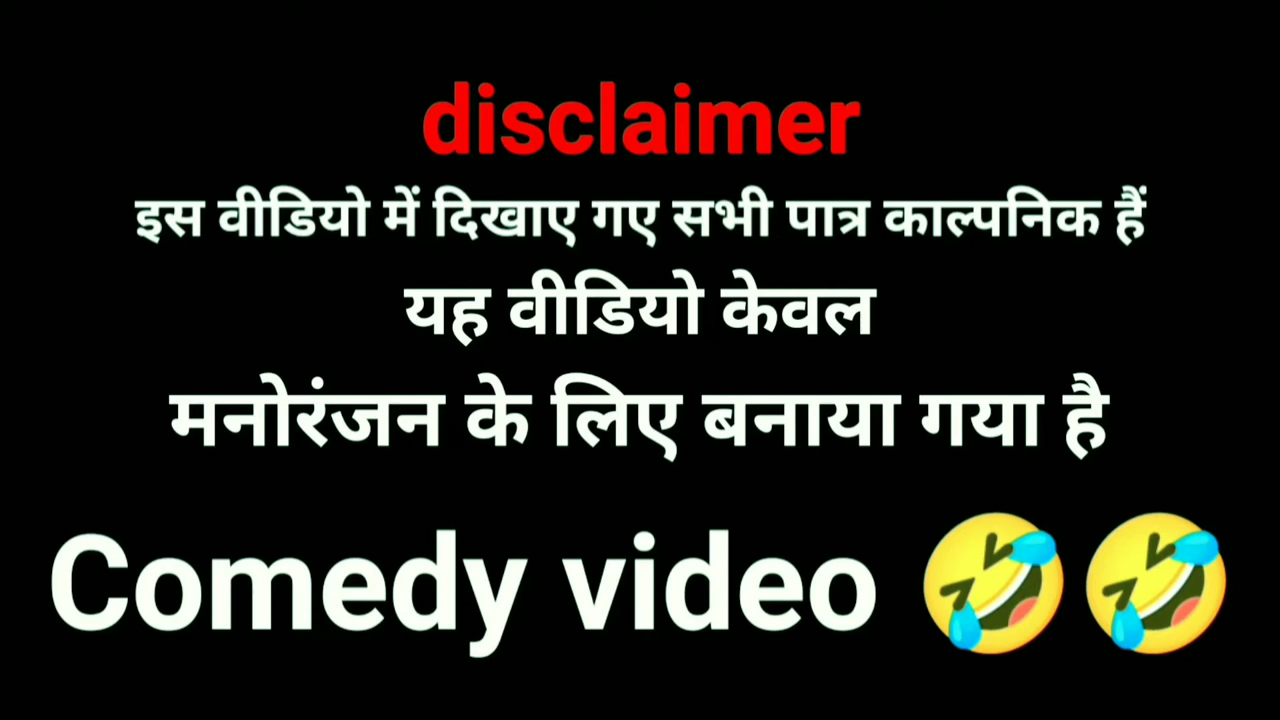 disclaimer
इस वीडियो में दिखाए गए सभी पात्र काल्पनिक हैं
यह वीडियो केवल
मनोरंजन के लिए बनाया गया है
Comedy video 🤣🤣